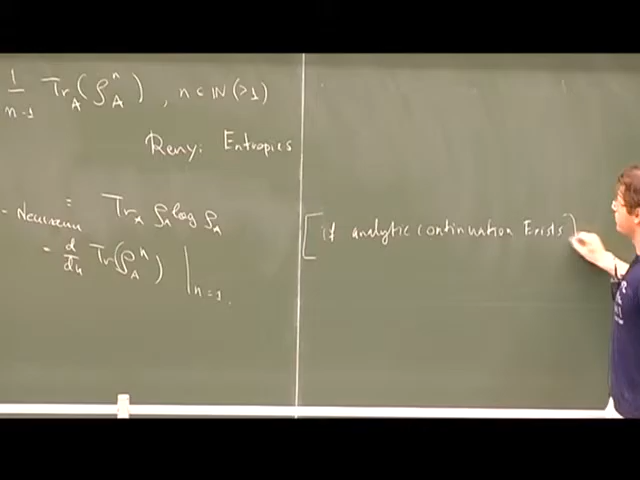 1/(n-1) Tr_A(ρ_A^n) , n ∈ ℕ (>1)
Reny: Entropies
- Neumann = Tr_A ρ_A log ρ_A
= d/dn Tr(ρ_A^n) |_{n=1} .
[if analytic continuation Exists]